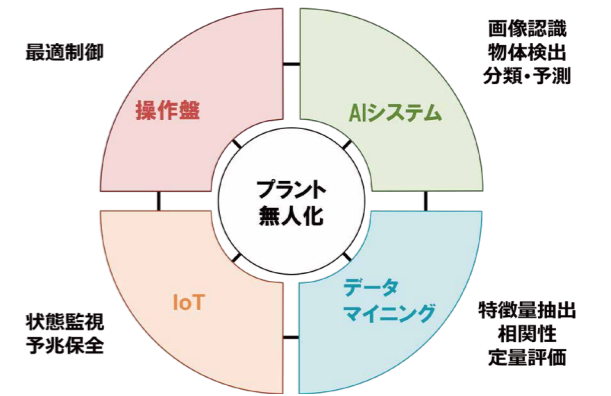 最適制御
操作盤
画像認識
物体検出
分類・予測
AIシステム
プラント
無人化
IoT
状態監視
予兆保全
データ
マイニング
特徴量抽出
相関性
定量評価